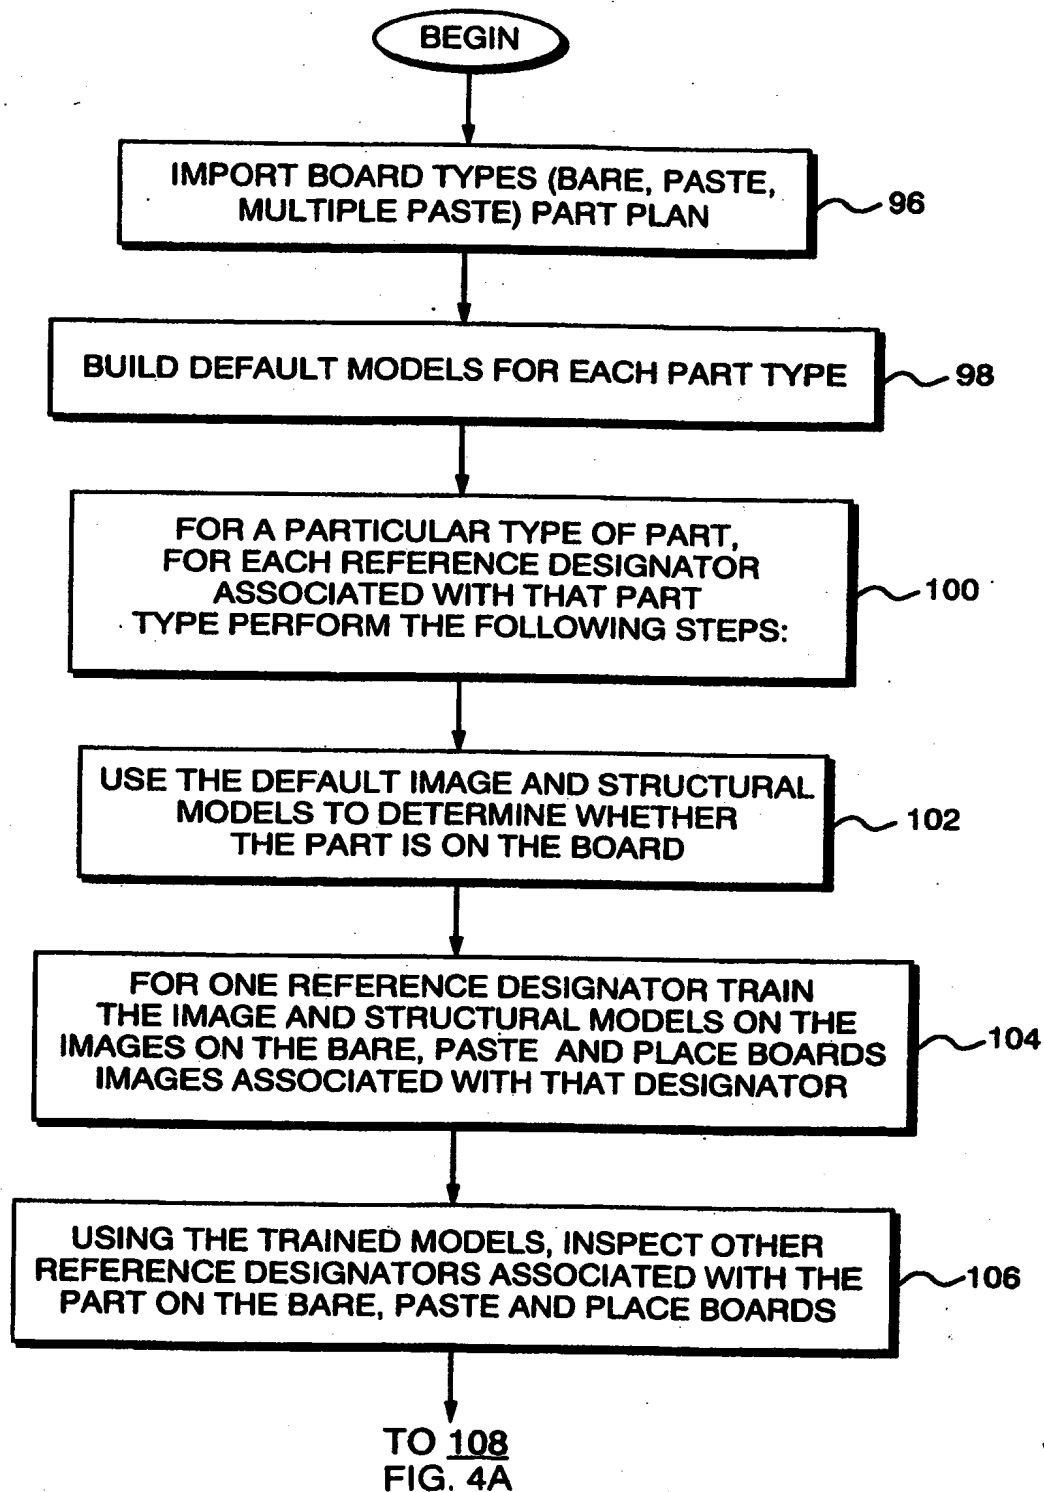 BEGIN
IMPORT BOARD TYPES (BARE, PASTE,
MULTIPLE PASTE) PART PLAN
96
BUILD DEFAULT MODELS FOR EACH PART TYPE
98
FOR A PARTICULAR TYPE OF PART,
FOR EACH REFERENCE DESIGNATOR
ASSOCIATED WITH THAT PART
TYPE PERFORM THE FOLLOWING STEPS:
100
USE THE DEFAULT IMAGE AND STRUCTURAL
MODELS TO DETERMINE WHETHER
THE PART IS ON THE BOARD
102
FOR ONE REFERENCE DESIGNATOR TRAIN
THE IMAGE AND STRUCTURAL MODELS ON THE
IMAGES ON THE BARE, PASTE AND PLACE BOARDS
IMAGES ASSOCIATED WITH THAT DESIGNATOR
104
USING THE TRAINED MODELS, INSPECT OTHER
REFERENCE DESIGNATORS ASSOCIATED WITH THE
PART ON THE BARE, PASTE AND PLACE BOARDS
106
TO 108
FIG. 4A